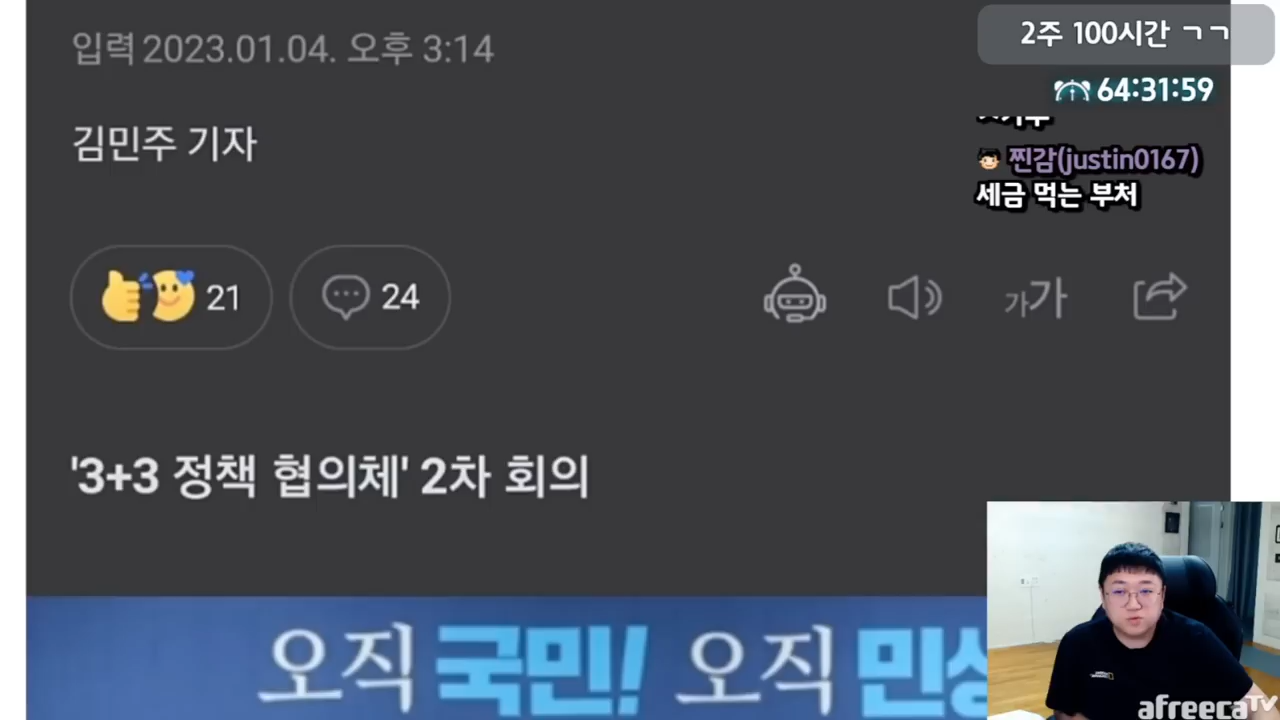 입력 2023.01.04. 오후 3:14
2주 100시간 ㄱㄱ
64:31:59
김민주 기자
찐감(justin0167)
세금 먹는 부처
21
24
가가
'3+3 정책 협의체' 2차 회의
오직 국민! 오직 민생
afreecaTV